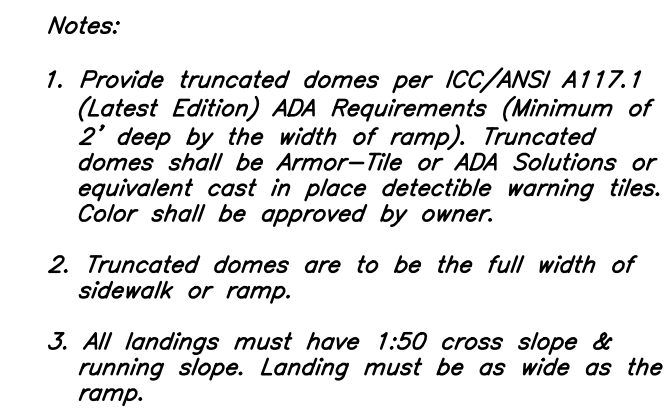 Notes:
1. Provide truncated domes per ICC/ANSI A117.1
(Latest Edition) ADA Requirements (Minimum of
2' deep by the width of ramp). Truncated
domes shall be Armor-Tile or ADA Solutions or
equivalent cast in place detectible warning tiles.
Color shall be approved by owner.
2. Truncated domes are to be the full width of
sidewalk or ramp.
3. All landings must have 1:50 cross slope &
running slope. Landing must be as wide as the
ramp.